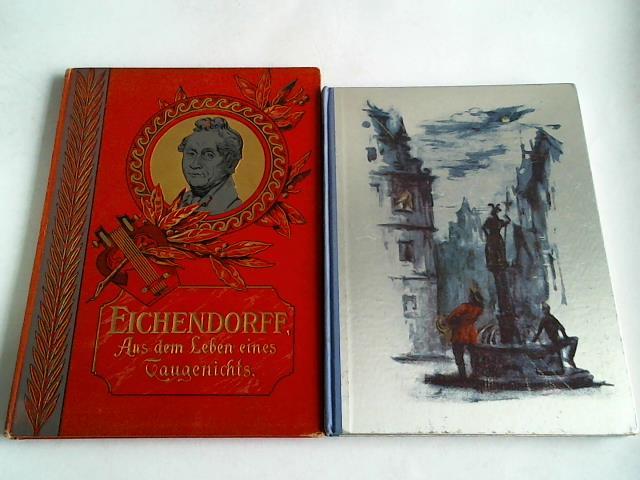 EICHENDORFF,
Aus dem Leben eines
Taugenichts.